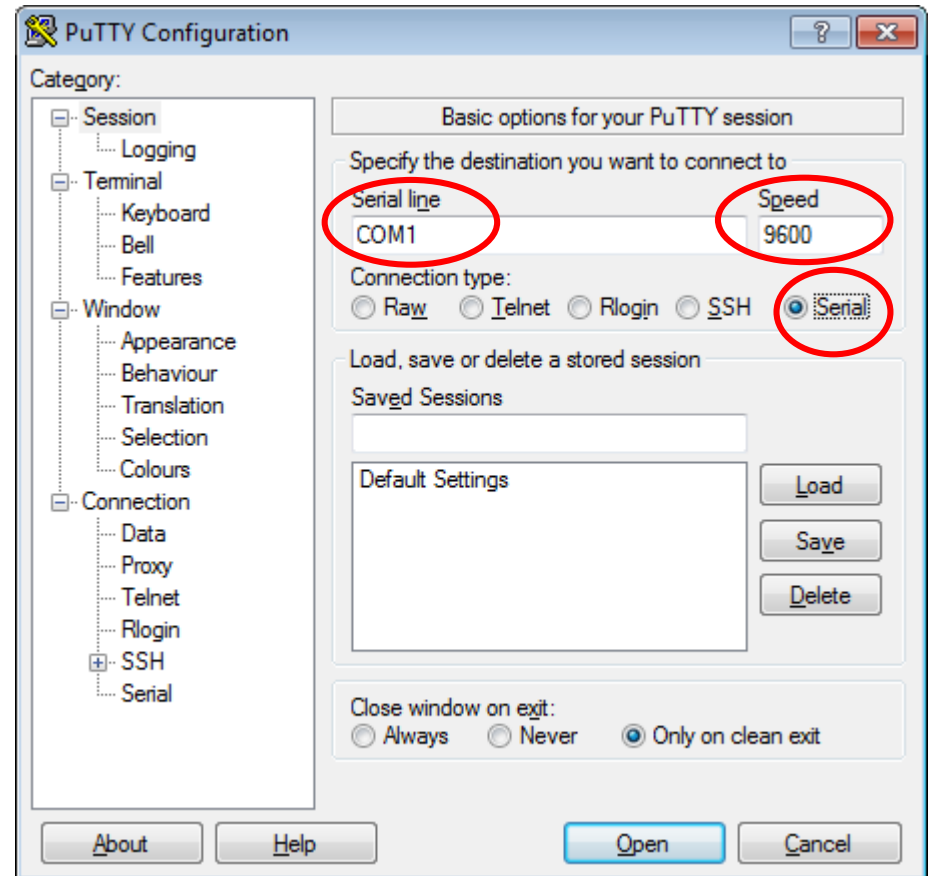 PuTTY Configuration
?
Category:
Session
Logging
Terminal
Keyboard
Bell
Features
Window
Appearance
Behaviour
Translation
Selection
Colours
Connection
Data
Proxy
Telnet
Rlogin
SSH
Serial
Basic options for your PuTTY session
Specify the destination you want to connect to
Serial line Speed
COM1 9600
Connection type:
Raw Telnet Rlogin SSH Serial
Load, save or delete a stored session
Saved Sessions
Default Settings
Load
Save
Delete
Close window on exit:
Always Never Only on clean exit
About Help Open Cancel